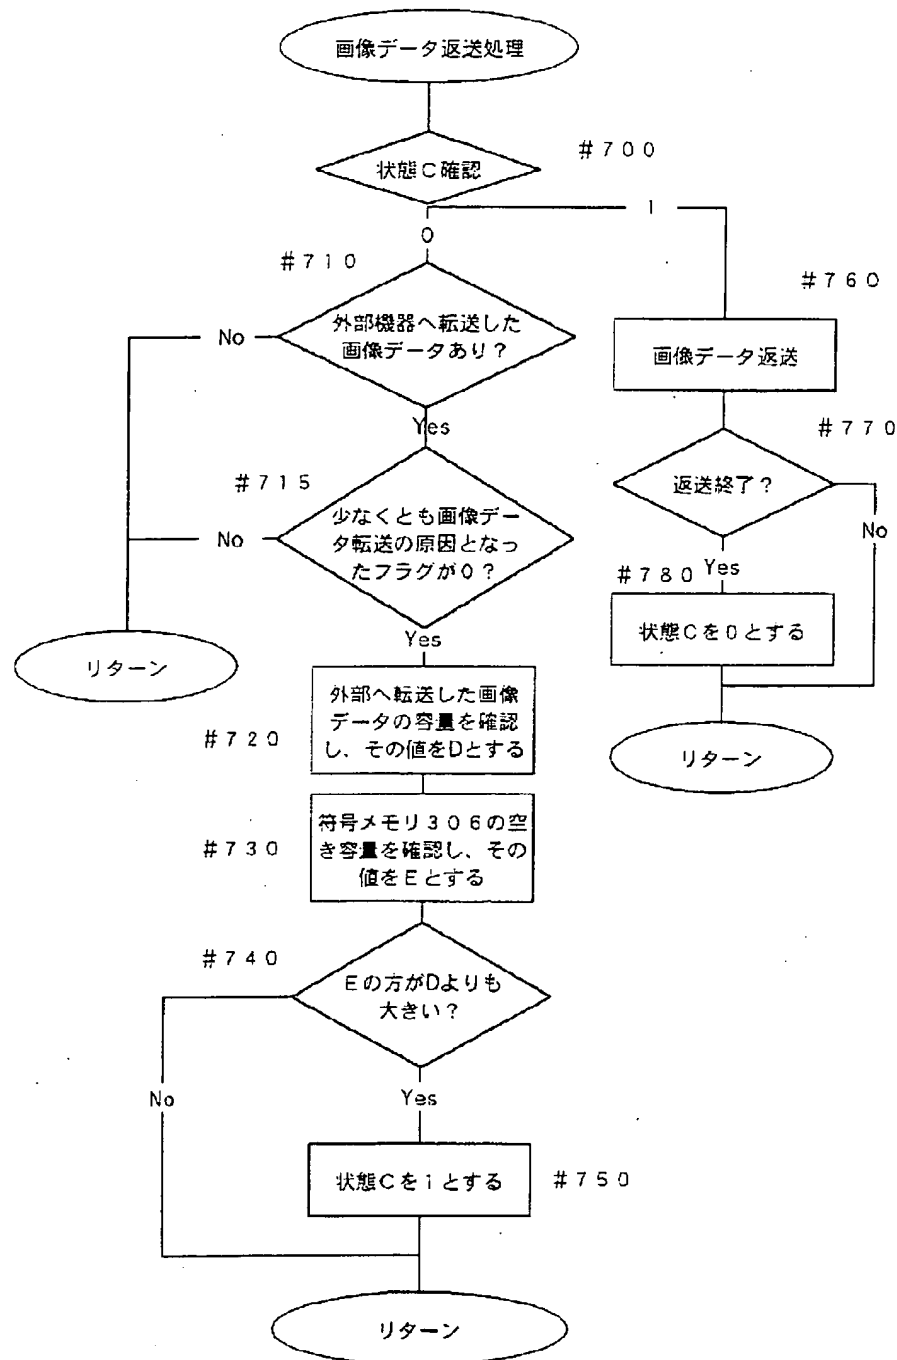 画像データ返送処理
状態C確認
#700
1
0
#710
外部機器へ転送した
画像データあり?
No
Yes
#715
少なくとも画像デー
タ転送の原因となっ
たフラグが0?
No
Yes
リターン
外部へ転送した画像
データの容量を確認
し、その値をDとする
#720
符号メモリ306の空
き容量を確認し、その
値をEとする
#730
#740
Eの方がDよりも
大きい?
No
Yes
状態Cを1とする
#750
リターン
#760
画像データ返送
#770
返送終了?
No
Yes
#780
状態Cを0とする
リターン